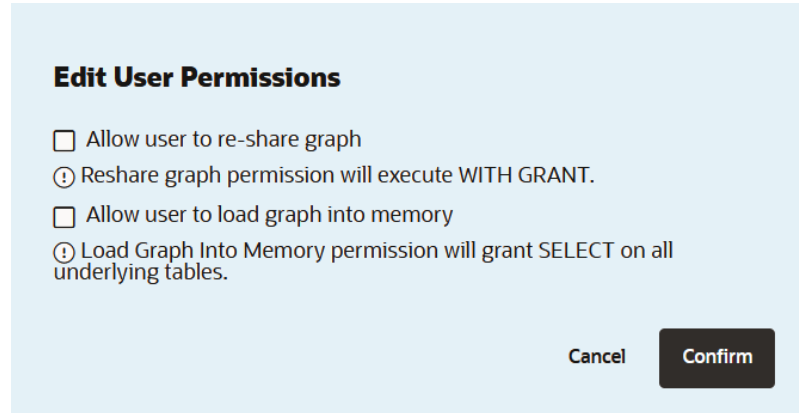 Edit User Permissions
Allow user to re-share graph
Reshare graph permission will execute WITH GRANT.
Allow user to load graph into memory
Load Graph Into Memory permission will grant SELECT on all
underlying tables.
Cancel Confirm